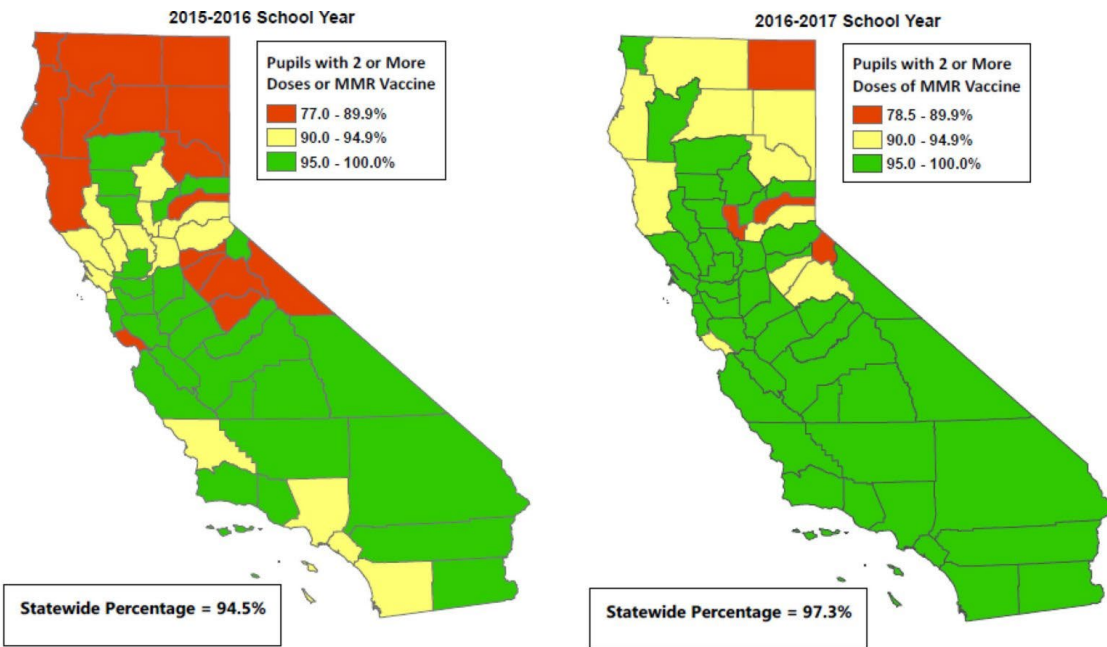 2015-2016 School Year
Pupils with 2 or More
Doses or MMR Vaccine
77.0 - 89.9%
90.0 - 94.9%
95.0 - 100.0%
Statewide Percentage = 94.5%
2016-2017 School Year
Pupils with 2 or More
Doses of MMR Vaccine
78.5 - 89.9%
90.0 - 94.9%
95.0 - 100.0%
Statewide Percentage = 97.3%